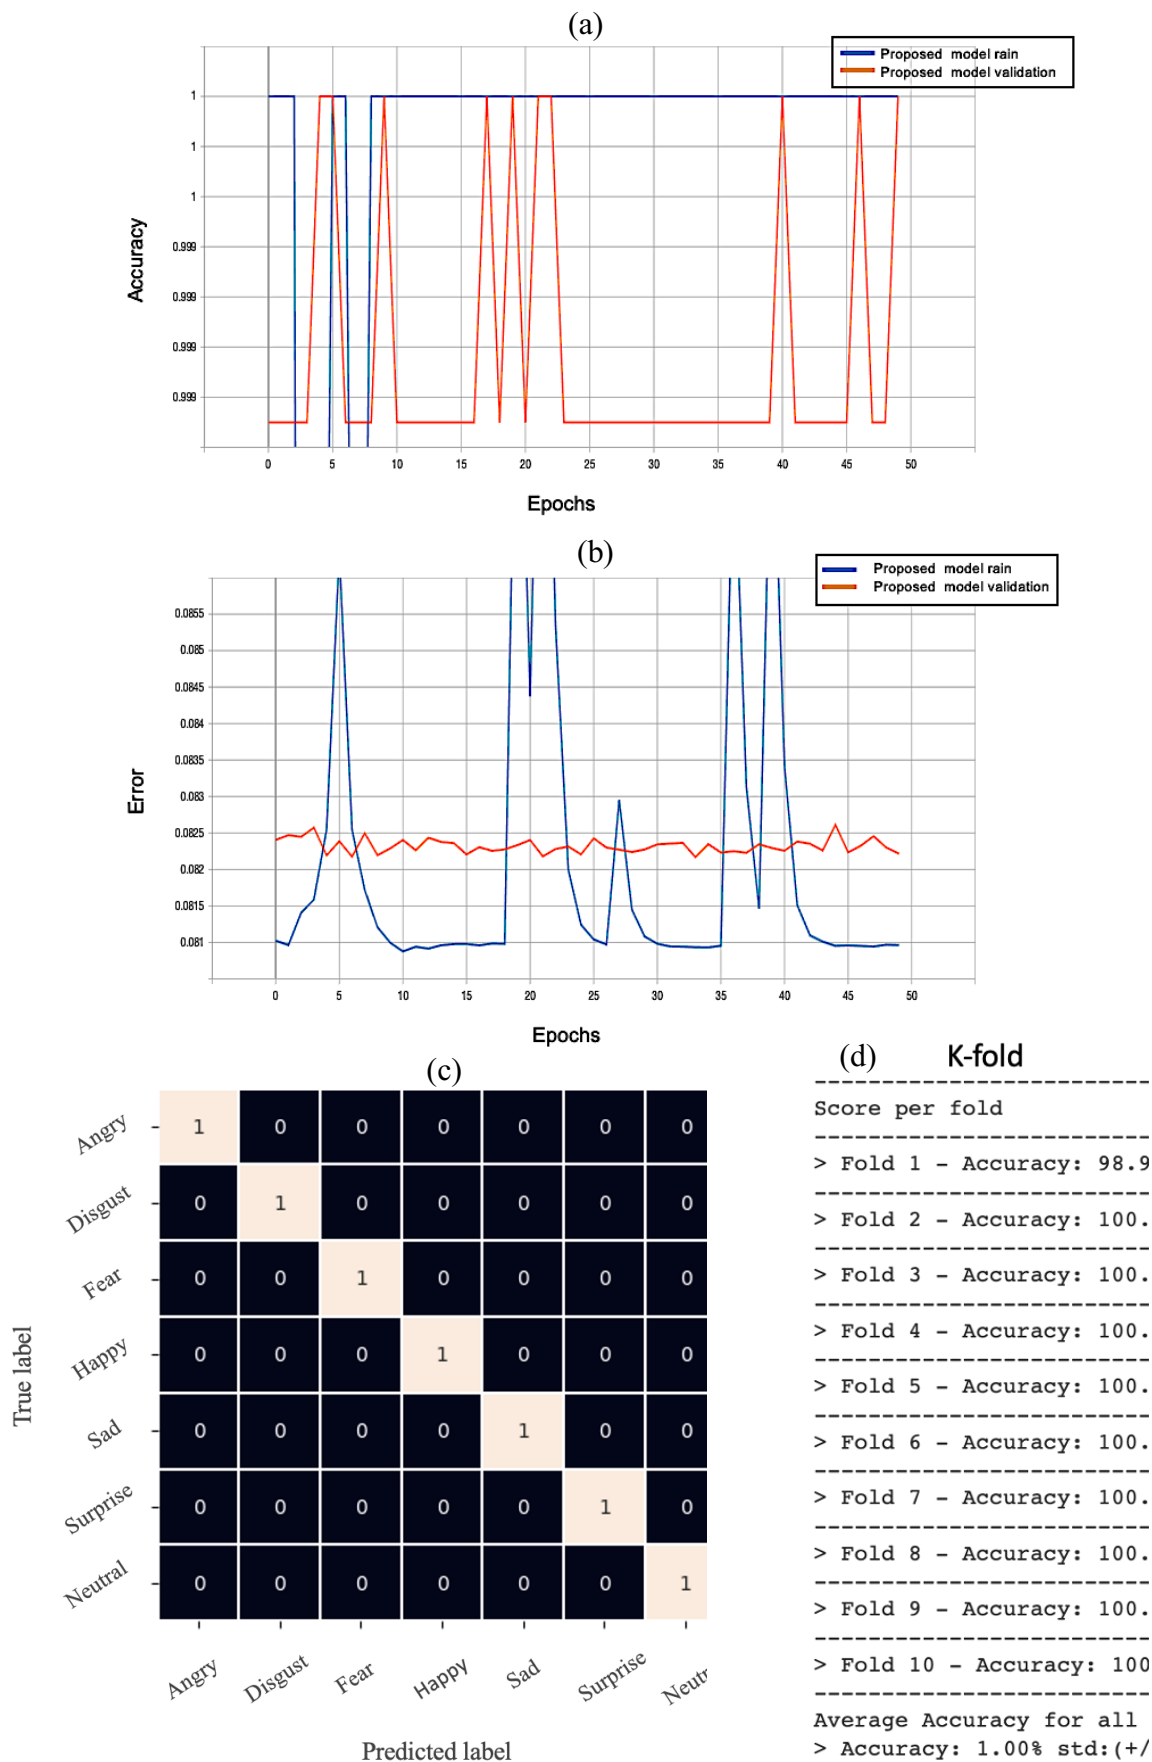 (a)
Proposed model rain
Proposed model validation
1
1
1
0.999
0.999
0.999
0.999
Accuracy
0 5 10 15 20 25 30 35 40 45 50
Epochs
(b)
Proposed model rain
Proposed model validation
0.0855
0.085
0.0845
0.084
0.0835
0.083
0.0825
0.082
0.0815
0.081
Error
0 5 10 15 20 25 30 35 40 45 50
Epochs
(c)
True label
Angry 1 0 0 0 0 0 0
Disgust 0 1 0 0 0 0 0
Fear 0 0 1 0 0 0 0
Happy 0 0 0 1 0 0 0
Sad 0 0 0 0 1 0 0
Surprise 0 0 0 0 0 1 0
Neutral 0 0 0 0 0 0 1
Angry Disgust Fear Happy Sad Surprise Neutr
Predicted label
(d) K-fold
Score per fold
> Fold 1 - Accuracy: 98.9
> Fold 2 - Accuracy: 100.
> Fold 3 - Accuracy: 100.
> Fold 4 - Accuracy: 100.
> Fold 5 - Accuracy: 100.
> Fold 6 - Accuracy: 100.
> Fold 7 - Accuracy: 100.
> Fold 8 - Accuracy: 100.
> Fold 9 - Accuracy: 100.
> Fold 10 - Accuracy: 100
Average Accuracy for all
> Accuracy: 1.00% std:(+/